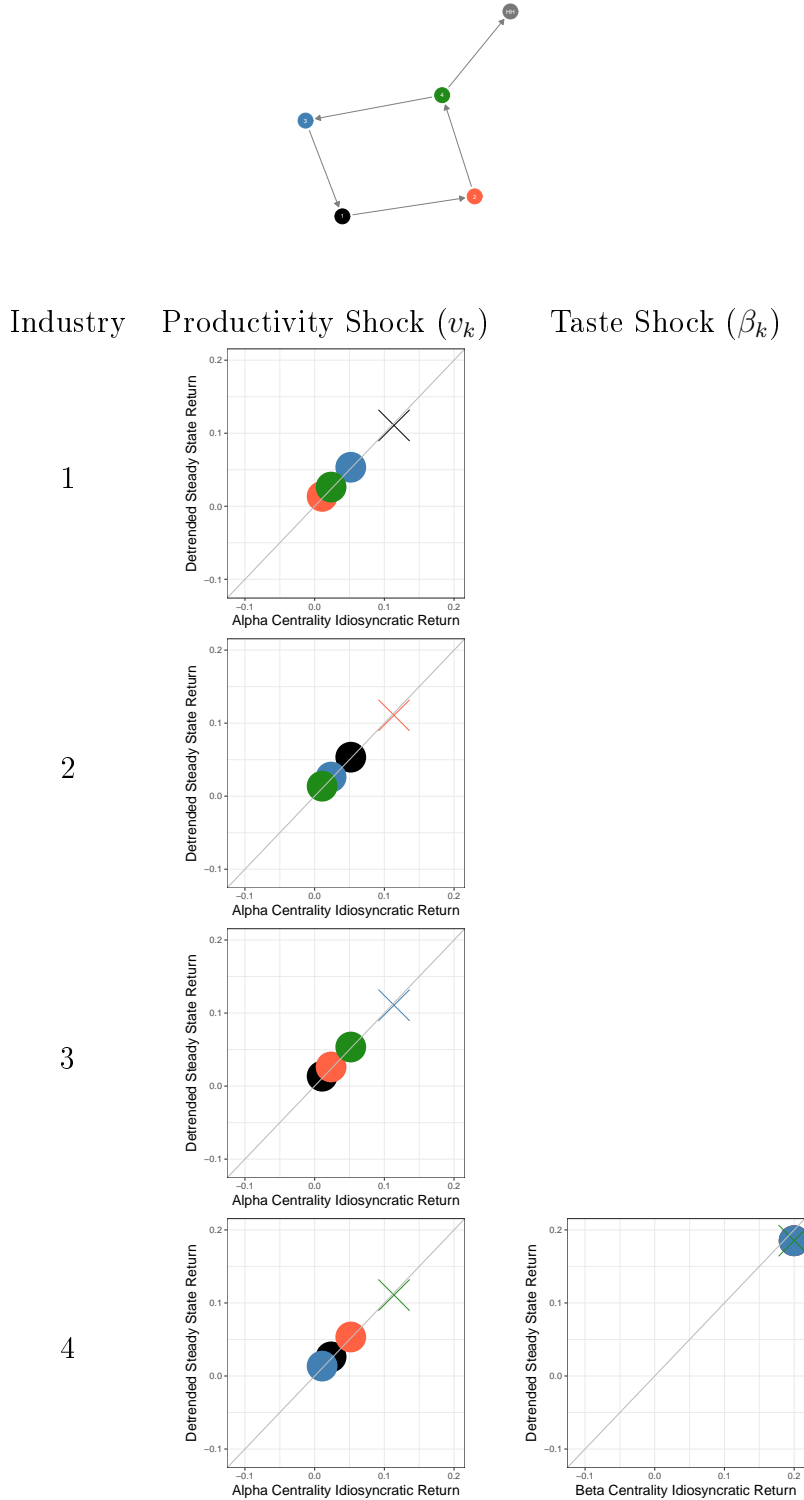 HH
4
3
2
1
Industry Productivity Shock (vₖ) Taste Shock (βₖ)
1
Detrended Steady State Return
0.2
0.1
0.0
−0.1
−0.1 0.0 0.1 0.2
Alpha Centrality Idiosyncratic Return
2
Detrended Steady State Return
0.2
0.1
0.0
−0.1
−0.1 0.0 0.1 0.2
Alpha Centrality Idiosyncratic Return
3
Detrended Steady State Return
0.2
0.1
0.0
−0.1
−0.1 0.0 0.1 0.2
Alpha Centrality Idiosyncratic Return
4
Detrended Steady State Return
0.2
0.1
0.0
−0.1
−0.1 0.0 0.1 0.2
Alpha Centrality Idiosyncratic Return
Detrended Steady State Return
0.2
0.1
0.0
−0.1
−0.1 0.0 0.1 0.2
Beta Centrality Idiosyncratic Return